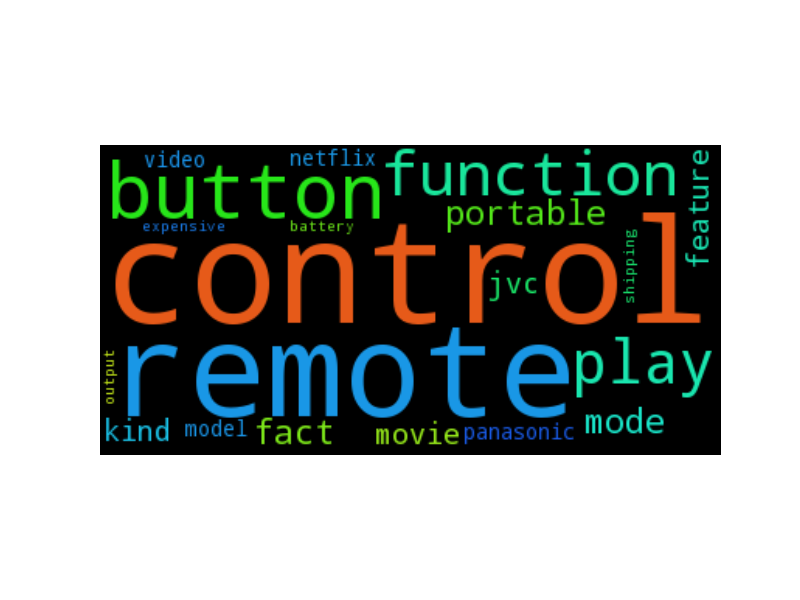 video netflix function feature
button portable
expensive battery
control
jvc shipping
remote play
output
kind model fact movie panasonic mode